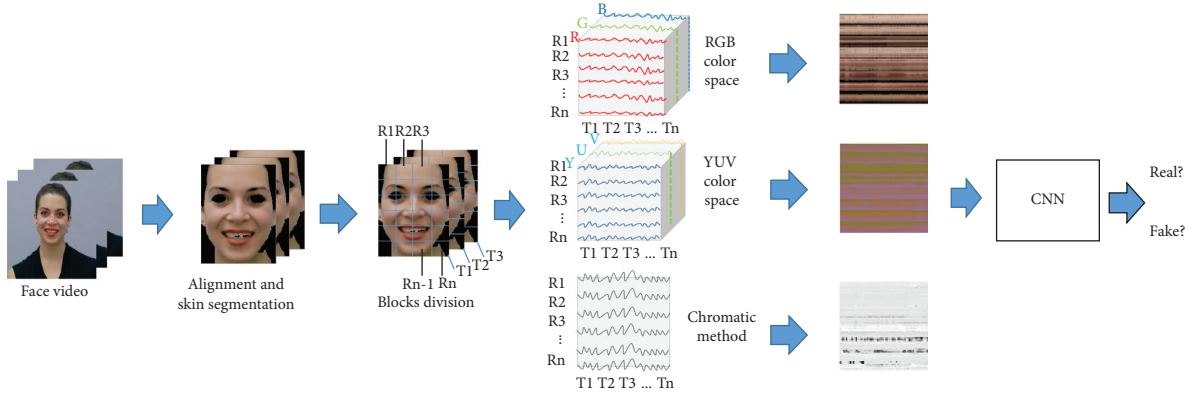 Face video
Alignment and
skin segmentation
R1R2R3
T3
T2
T1
Rn-1 Rn
Blocks division
B
G
R
R1
R2
R3
⋮
Rn
T1 T2 T3 ... Tn
RGB
color
space
V
U
Y
R1
R2
R3
⋮
Rn
T1 T2 T3 ... Tn
YUV
color
space
R1
R2
R3
⋮
Rn
T1 T2 T3 ... Tn
Chromatic
method
CNN
Real?
Fake?